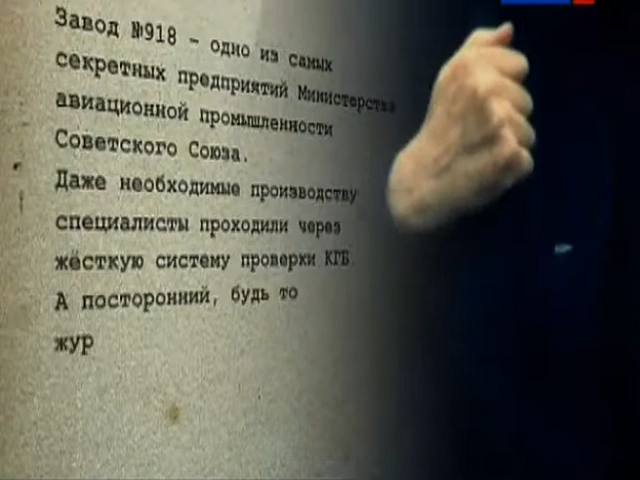 Завод №918 - одно из самых
секретных предприятий Министерства
авиационной промышленности
Советского Союза.
Даже необходимые производству
специалисты проходили через
жёсткую систему проверки КГБ
А посторонний, будь то
жур